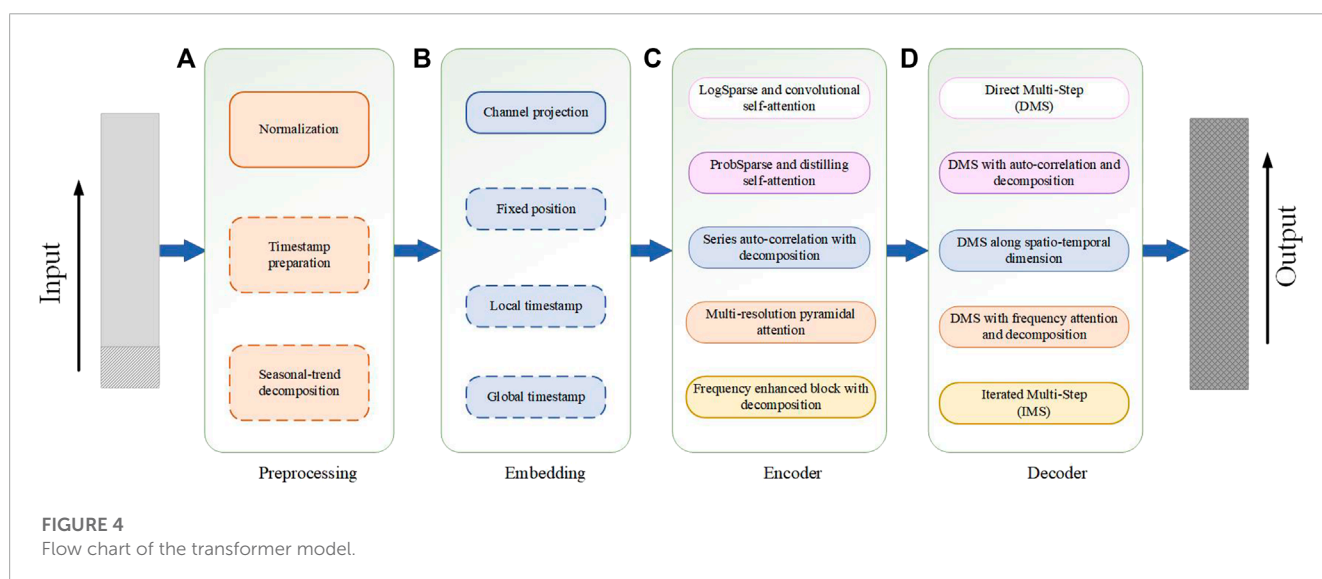 A
B
C
D
Input
Normalization
Timestamp
preparation
Seasonal-trend
decomposition
Preprocessing
Channel projection
Fixed position
Local timestamp
Global timestamp
Embedding
LogSparse and convolutional
self-attention
ProbSparse and distilling
self-attention
Series auto-correlation with
decomposition
Multi-resolution pyramidal
attention
Frequency enhanced block with
decomposition
Encoder
Direct Multi-Step
(DMS)
DMS with auto-correlation and
decomposition
DMS along spatio-temporal
dimension
DMS with frequency attention
and decomposition
Iterated Multi-Step
(IMS)
Decoder
Output
FIGURE 4
Flow chart of the transformer model.